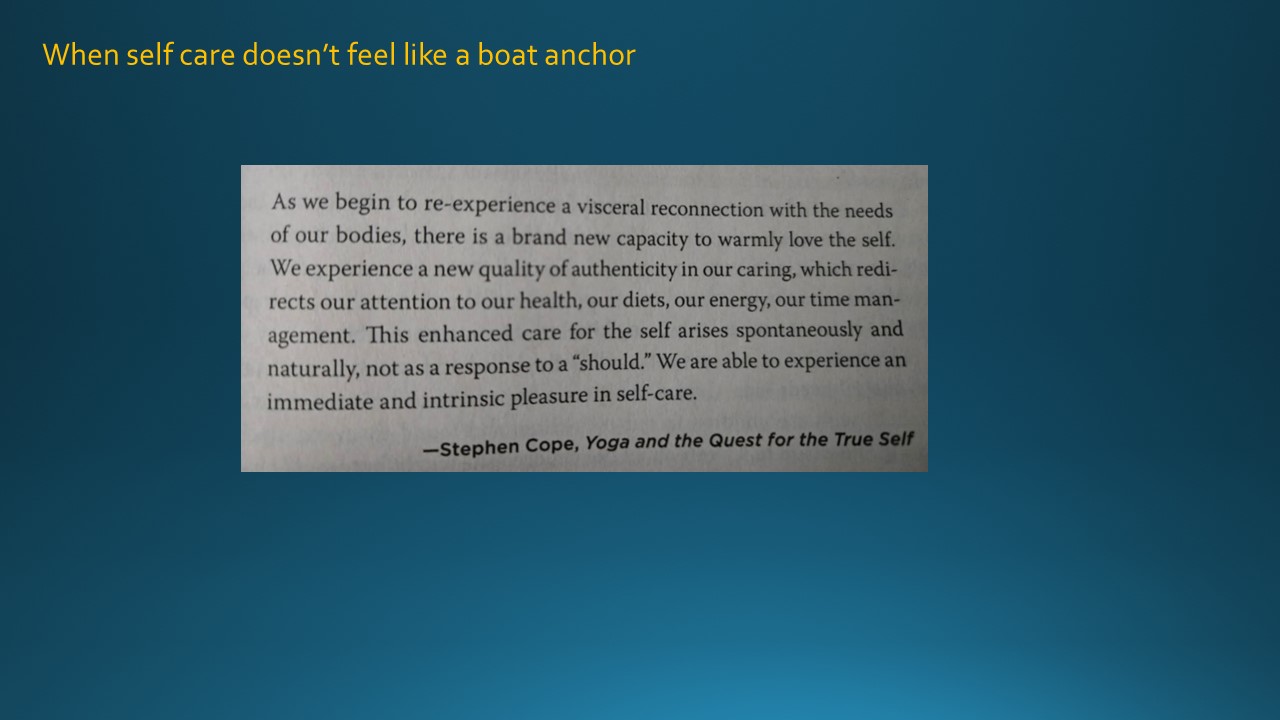 When self care doesn’t feel like a boat anchor
As we begin to re-experience a visceral reconnection with the needs
of our bodies, there is a brand new capacity to warmly love the self.
We experience a new quality of authenticity in our caring, which redi-
rects our attention to our health, our diets, our energy, our time man-
agement. This enhanced care for the self arises spontaneously and
naturally, not as a response to a “should.” We are able to experience an
immediate and intrinsic pleasure in self-care.
—Stephen Cope, Yoga and the Quest for the True Self